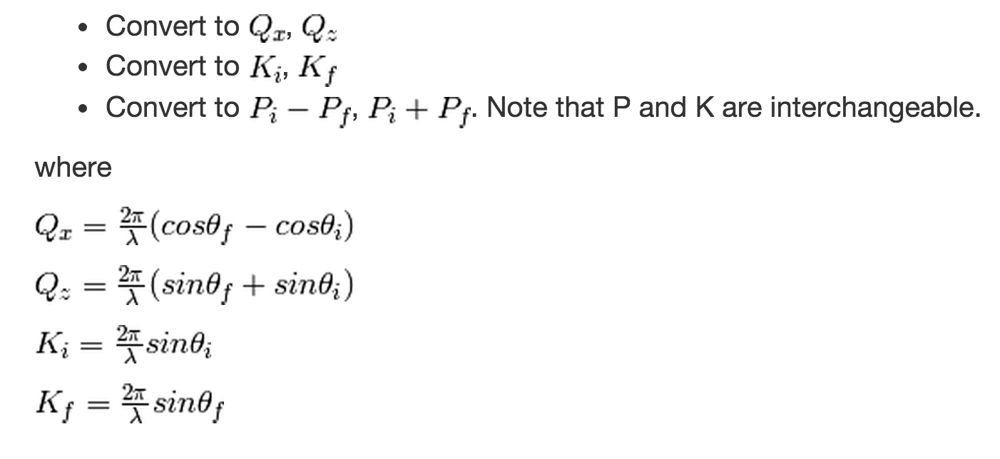 • Convert to $Q_x$, $Q_z$
• Convert to $K_i$, $K_f$
• Convert to $P_i - P_f$, $P_i + P_f$. Note that P and K are interchangeable.
where
$Q_x = \frac{2\pi}{\lambda}(cos\theta_f - cos\theta_i)$
$Q_z = \frac{2\pi}{\lambda}(sin\theta_f + sin\theta_i)$
$K_i = \frac{2\pi}{\lambda}sin\theta_i$
$K_f = \frac{2\pi}{\lambda}sin\theta_f$